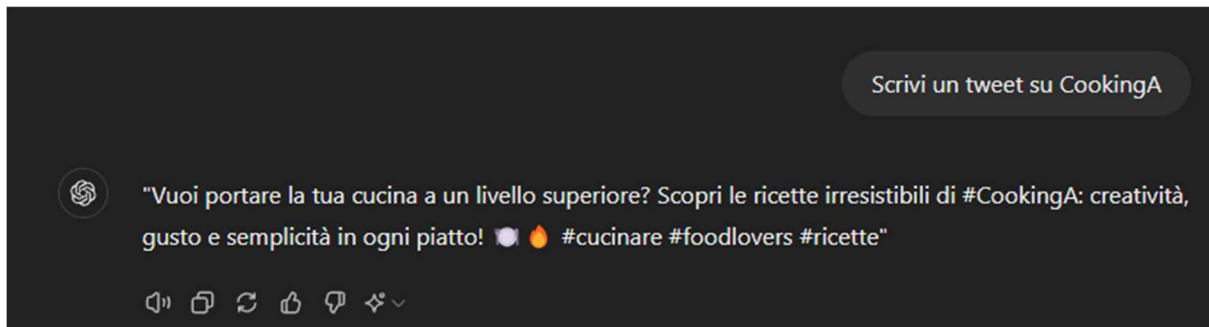 Scrivi un tweet su CookingA
"Vuoi portare la tua cucina a un livello superiore? Scopri le ricette irresistibili di #CookingA: creatività,
gusto e semplicità in ogni piatto! 🍽️ 🔥 #cucinare #foodlovers #ricette"